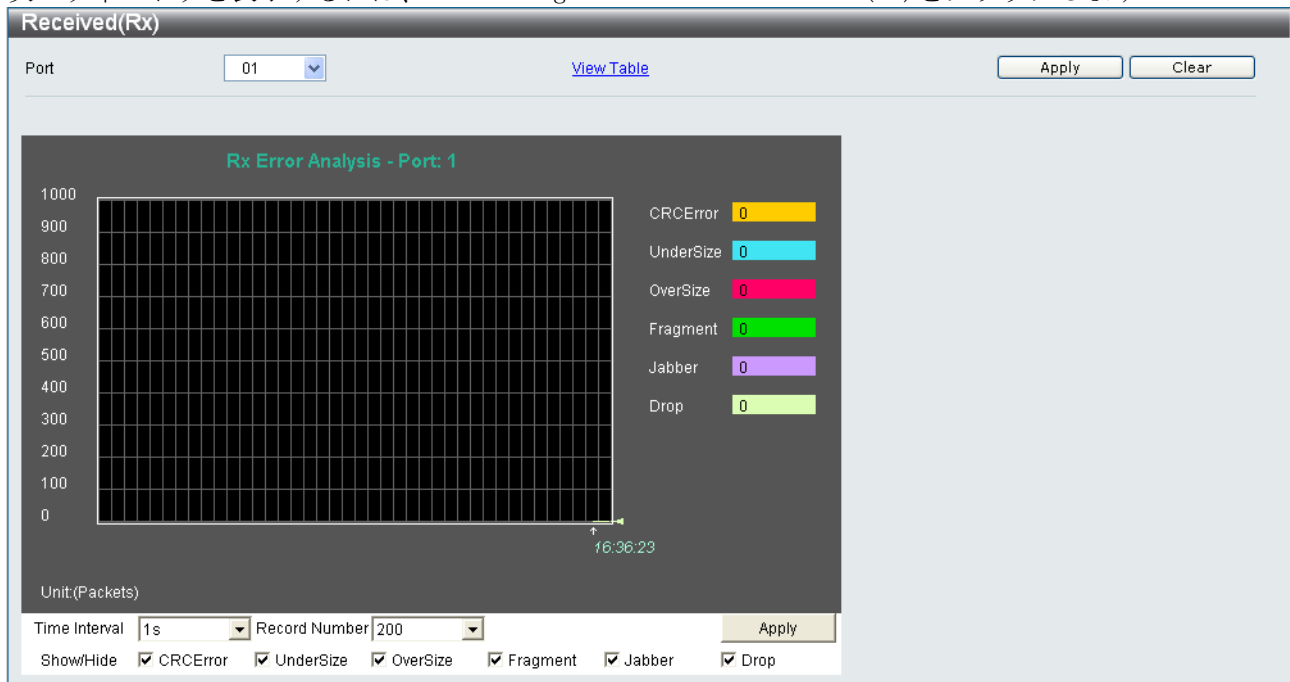 Received(Rx)
Port 01 View Table Apply Clear
Rx Error Analysis - Port: 1
1000
900
800
700
600
500
400
300
200
100
0
CRCError 0
UnderSize 0
OverSize 0
Fragment 0
Jabber 0
Drop 0
16:36:23
Unit:(Packets)
Time Interval 1s Record Number 200 Apply
Show/Hide CRCError UnderSize OverSize Fragment Jabber Drop